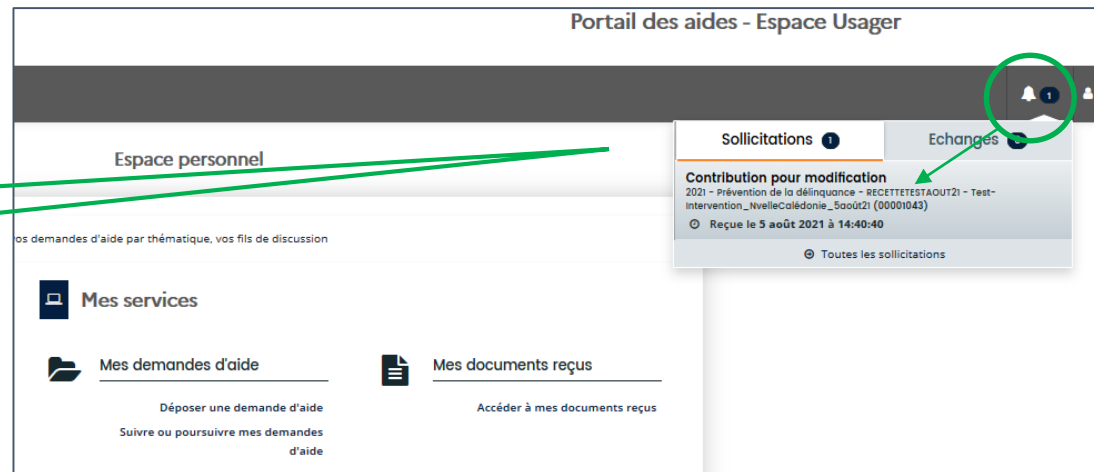 Portail des aides - Espace Usager
1
Sollicitations 1
Echanges
Espace personnel
Contribution pour modification
2021 - Prévention de la délinquance - RECETTETESTAOUT21 - Test-
Intervention_NvelleCalédonie_5août21 (00001043)
Reçue le 5 août 2021 à 14:40:40
Toutes les sollicitations
vos demandes d'aide par thématique, vos fils de discussion
Mes services
Mes demandes d'aide
Déposer une demande d'aide
Suivre ou poursuivre mes demandes
d'aide
Mes documents reçus
Accéder à mes documents reçus